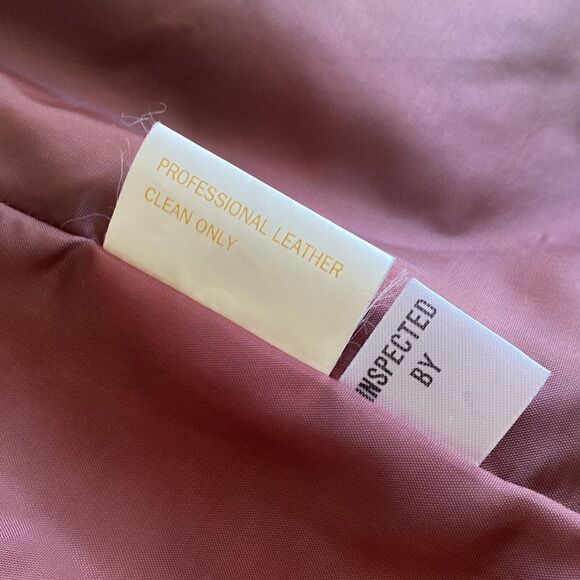 PROFESSIONAL LEATHER
CLEAN ONLY
INSPECTED
BY